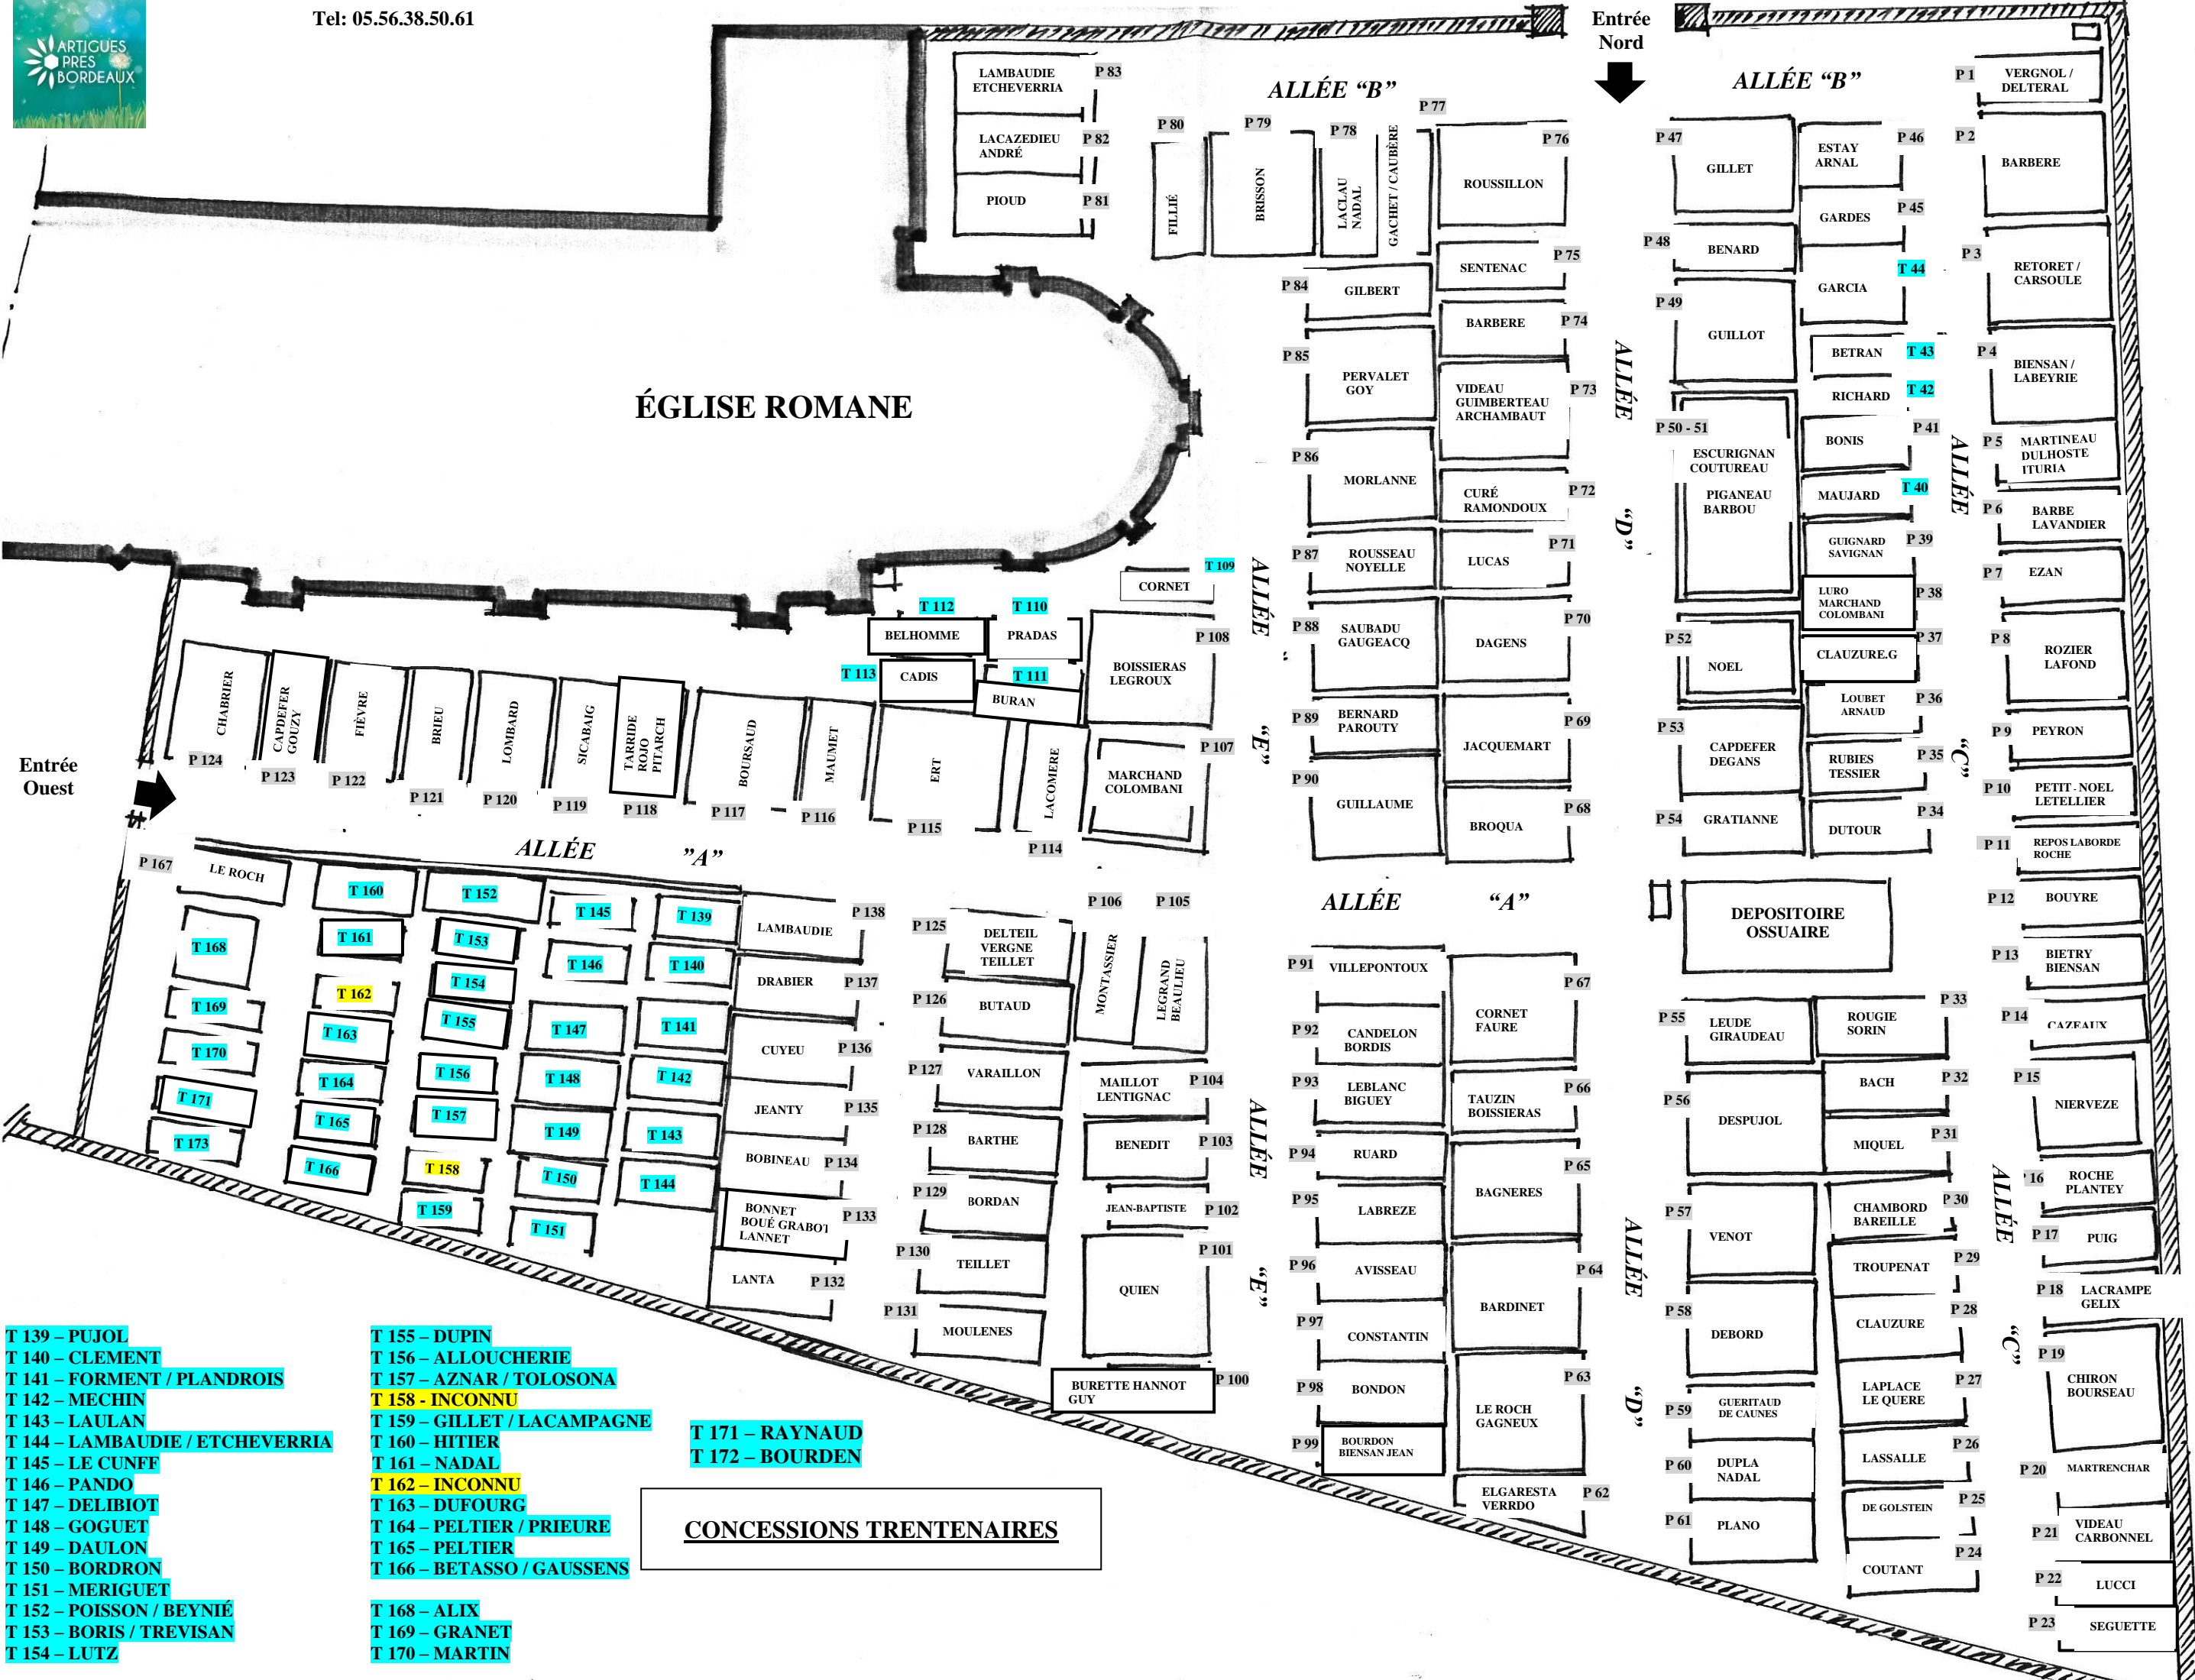 ARTIGUES
PRES
BORDEAUX
Tel: 05.56.38.50.61
Entrée
Nord
ALLÉE “B”
ALLÉE “B”
LAMBAUDIE
ETCHEVERRIA
P 83
LACAZEDIEU
ANDRÉ
P 82
PIOUD
P 81
P 80
FILLIÉ
P 79
BRISSON
P 78
LACLAU
NADAL
P 77
GACHET / CAUBÈRE
P 76
ROUSSILLON
SENTENAC
P 75
BARBERE
P 74
VIDEAU
GUIMBERTEAU
ARCHAMBAUT
P 73
CURÉ
RAMONDOUX
P 72
LUCAS
P 71
DAGENS
P 70
JACQUEMART
P 69
BROQUA
P 68
P 84
GILBERT
P 85
PERVALET
GOY
P 86
MORLANNE
P 87
ROUSSEAU
NOYELLE
P 88
SAUBADU
GAUGEACQ
P 89
BERNARD
PAROUTY
P 90
GUILLAUME
ALLÉE
“D”
P 47
GILLET
P 48
BENARD
P 49
GUILLOT
P 50 - 51
ESCURIGNAN
COUTUREAU
PIGANEAU
BARBOU
P 52
NOEL
P 53
CAPDEFER
DEGANS
P 54
GRATIANNE
ESTAY
ARNAL
P 46
GARDES
P 45
GARCIA
T 44
BETRAN
T 43
RICHARD
T 42
BONIS
P 41
MAUJARD
T 40
GUIGNARD
SAVIGNAN
P 39
LURO
MARCHAND
COLOMBANI
P 38
CLAUZURE.G
P 37
LOUBET
ARNAUD
P 36
RUBIES
TESSIER
P 35
DUTOUR
P 34
ALLÉE
“C”
P 1
VERGNOL /
DELTERAL
P 2
BARBERE
P 3
RETORET /
CARSOULE
P 4
BIENSAN /
LABEYRIE
P 5
MARTINEAU
DULHOSTE
ITURIA
P 6
BARBE
LAVANDIER
P 7
EZAN
P 8
ROZIER
LAFOND
P 9
PEYRON
P 10
PETIT - NOEL
LETELLIER
P 11
REPOS LABORDE
ROCHE
P 12
BOUYRE
P 13
BIETRY
BIENSAN
P 14
CAZEAUX
P 15
NIERVEZE
16
ROCHE
PLANTEY
P 17
PUIG
P 18
LACRAMPE
GELIX
P 19
CHIRON
BOURSEAU
P 20
MARTRENCHAR
P 21
VIDEAU
CARBONNEL
P 22
LUCCI
P 23
SEGUETTE
ÉGLISE ROMANE
ALLÉE
“E”
T 109
CORNET
T 112
BELHOMME
T 110
PRADAS
T 113
CADIS
T 111
BURAN
P 108
BOISSIERAS
LEGROUX
P 107
MARCHAND
COLOMBANI
Entrée
Ouest
CHABRIER
P 124
CAPDEFER
GOUZY
P 123
FIÈVRE
P 122
BRIEU
P 121
LOMBARD
P 120
SICABAIG
P 119
TARRIDE
ROJO
PITARCH
P 118
BOURSAUD
P 117
MAUMET
P 116
ERT
P 115
LACOMERE
P 114
ALLÉE ”A”
ALLÉE “A”
DEPOSITOIRE
OSSUAIRE
P 167
LE ROCH
T 168
T 169
T 170
T 171
T 173
T 160
T 161
T 162
T 163
T 164
T 165
T 166
T 152
T 153
T 154
T 155
T 156
T 157
T 158
T 159
T 145
T 146
T 147
T 148
T 149
T 150
T 151
T 139
T 140
T 141
T 142
T 143
T 144
LAMBAUDIE
P 138
DRABIER
P 137
CUYEU
P 136
JEANTY
P 135
BOBINEAU
P 134
BONNET
BOUÉ GRABOT
LANNET
P 133
LANTA
P 132
P 125
DELTEIL
VERGNE
TEILLET
P 126
BUTAUD
P 127
VARAILLON
P 128
BARTHE
P 129
BORDAN
P 130
TEILLET
P 131
MOULENES
P 106
MONTASSIER
P 105
LEGRAND
BEAULIEU
MAILLOT
LENTIGNAC
P 104
BENEDIT
P 103
JEAN-BAPTISTE
P 102
QUIEN
P 101
BURETTE HANNOT
GUY
P 100
ALLÉE
“E”
P 91
VILLEPONTOUX
P 92
CANDELON
BORDIS
P 93
LEBLANC
BIGUEY
P 94
RUARD
P 95
LABREZE
P 96
AVISSEAU
P 97
CONSTANTIN
P 98
BONDON
P 99
BOURDON
BIENSAN JEAN
CORNET
FAURE
P 67
TAUZIN
BOISSIERAS
P 66
BAGNERES
P 65
BARDINET
P 64
LE ROCH
GAGNEUX
P 63
ELGARESTA
VERRDO
P 62
ALLÉE
“D”
P 55
LEUDE
GIRAUDEAU
P 56
DESPUJOL
P 57
VENOT
P 58
DEBORD
P 59
GUERITAUD
DE CAUNES
P 60
DUPLA
NADAL
P 61
PLANO
ROUGIE
SORIN
P 33
BACH
P 32
MIQUEL
P 31
CHAMBORD
BAREILLE
P 30
TROUPENAT
P 29
CLAUZURE
P 28
LAPLACE
LE QUERE
P 27
LASSALLE
P 26
DE GOLSTEIN
P 25
COUTANT
P 24
ALLÉE
“C”
T 139 – PUJOL
T 140 – CLEMENT
T 141 – FORMENT / PLANDROIS
T 142 – MECHIN
T 143 – LAULAN
T 144 – LAMBAUDIE / ETCHEVERRIA
T 145 – LE CUNFF
T 146 – PANDO
T 147 – DELIBIOT
T 148 – GOGUET
T 149 – DAULON
T 150 – BORDRON
T 151 – MERIGUET
T 152 – POISSON / BEYNIÉ
T 153 – BORIS / TREVISAN
T 154 – LUTZ
T 155 – DUPIN
T 156 – ALLOUCHERIE
T 157 – AZNAR / TOLOSONA
T 158 - INCONNU
T 159 – GILLET / LACAMPAGNE
T 160 – HITIER
T 161 – NADAL
T 162 – INCONNU
T 163 – DUFOURG
T 164 – PELTIER / PRIEURE
T 165 – PELTIER
T 166 – BETASSO / GAUSSENS
T 168 – ALIX
T 169 – GRANET
T 170 – MARTIN
T 171 – RAYNAUD
T 172 – BOURDEN
CONCESSIONS TRENTENAIRES